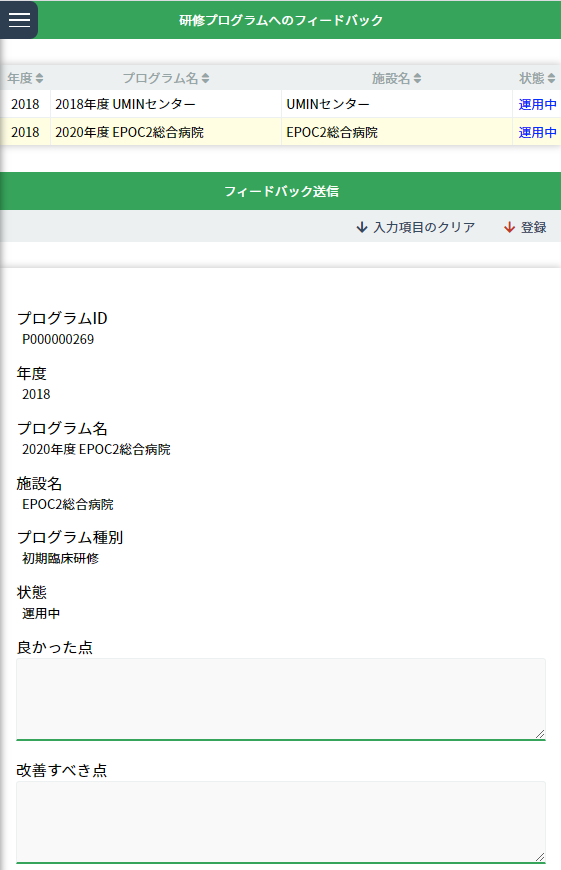 研修プログラムへのフィードバック
年度 プログラム名 施設名 状態
2018 2018年度 UMINセンター UMINセンター 運用中
2018 2020年度 EPOC2総合病院 EPOC2総合病院 運用中
フィードバック送信
入力項目のクリア 登録
プログラムID
P000000269
年度
2018
プログラム名
2020年度 EPOC2総合病院
施設名
EPOC2総合病院
プログラム種別
初期臨床研修
状態
運用中
良かった点
改善すべき点